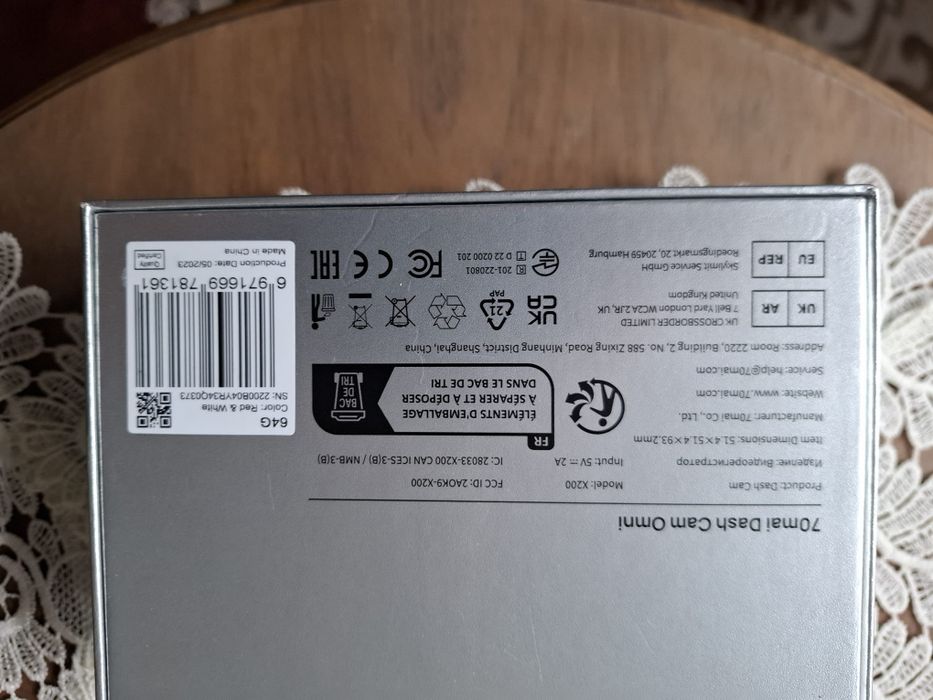 70mai Dash Cam Omni
Product: Dash Cam
Model: X200
FCC ID: 2AOK9-X200
Изделие: Видеорегистратор
Input: 5V ⎓ 2A
IC: 28033-X200 CAN ICES-3(B) / NMB-3(B)
Item Dimensions: 51.4×51.4×93.2mm
Manufacturer: 70mai Co., Ltd.
Website: www.70mai.com
Service: help@70mai.com
Address: Room 2220, Building 2, No. 588 Zixing Road, Minhang District, Shanghai, China
FR
ÉLÉMENTS D'EMBALLAGE
À SÉPARER ET À DÉPOSER
DANS LE BAC DE TRI
BAC
DE
TRI
UK AR
UK CROSSBORDER LIMITED
7 Bell Yard London WC2A 2JR, UK
United Kingdom
UK
CA
21
PAP
EU REP
Skylimit Service GmbH
Roedingsmarkt 20, 20459 Hamburg
R 201-220801
T D 22 0200 201
FC CE EAC
64G
Color: Red & White
SN: 220B04YR34Q0373
6 971669 781361
Production Date: 05/2023
Made in China
Quality
Certified